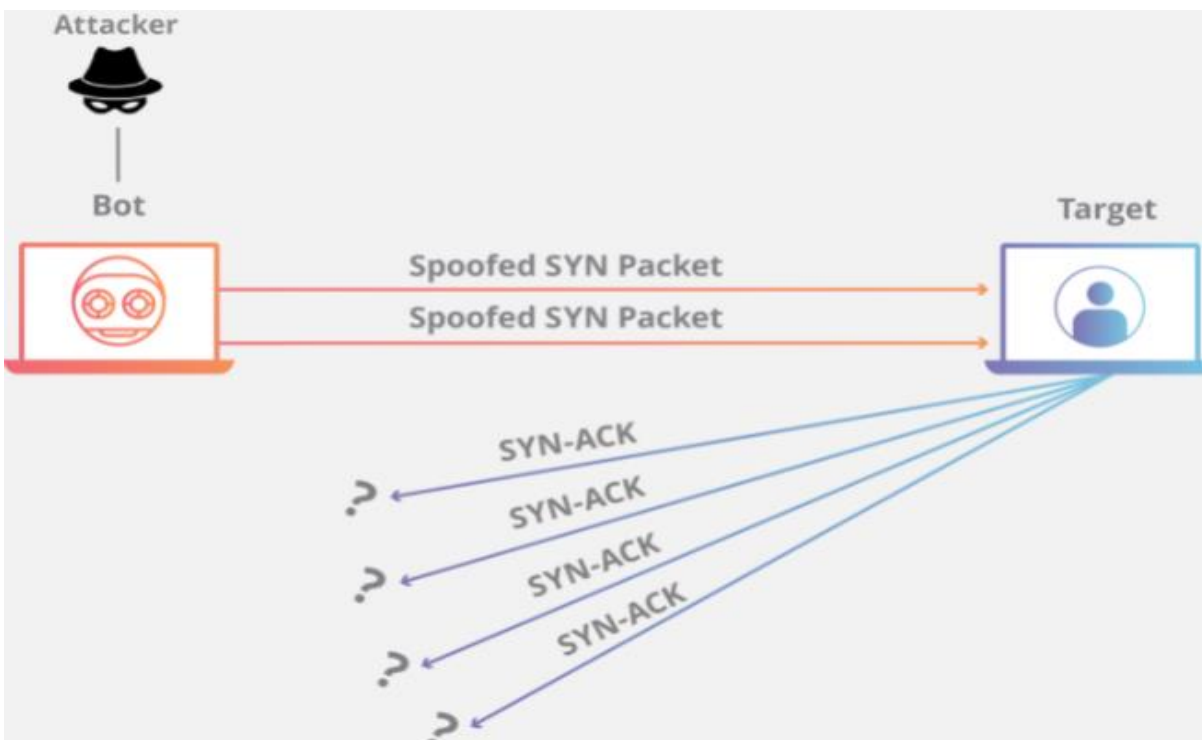 Attacker
Bot
Target
Spoofed SYN Packet
Spoofed SYN Packet
SYN-ACK
?
SYN-ACK
?
SYN-ACK
?
SYN-ACK
?